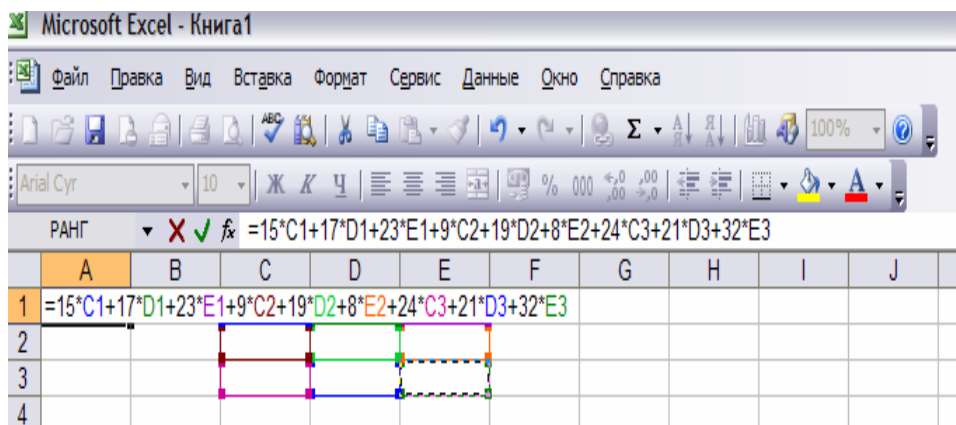 Microsoft Excel - Книга1
Файл Правка Вид Вставка Формат Сервис Данные Окно Справка
100%
Arial Cyr 10 Ж К Ч % 000
РАНГ =15*C1+17*D1+23*E1+9*C2+19*D2+8*E2+24*C3+21*D3+32*E3
A B C D E F G H I J
1 =15*C1+17*D1+23*E1+9*C2+19*D2+8*E2+24*C3+21*D3+32*E3
2
3
4